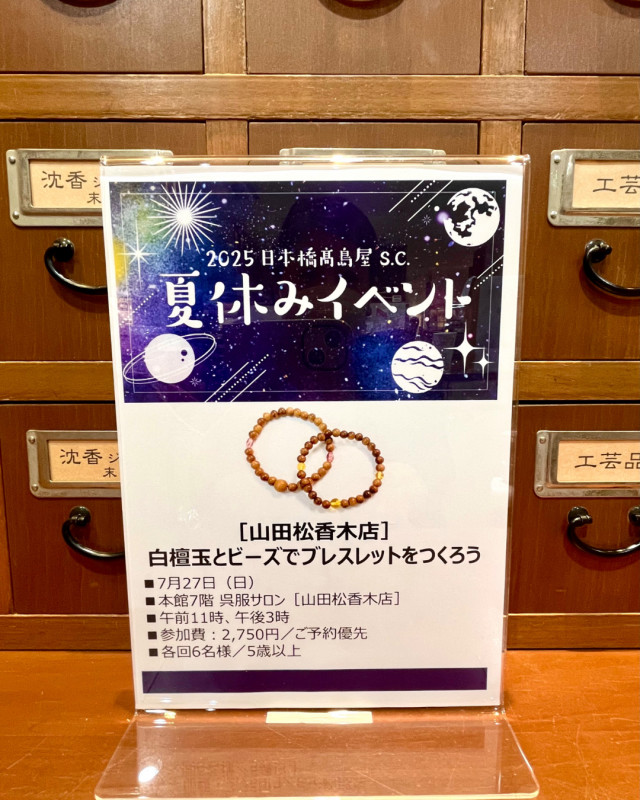 沈香
末
工芸
2025 日本橋髙島屋 S.C.
夏休みイベント
沈香
末
工芸品
［山田松香木店］
白檀玉とビーズでブレスレットをつくろう
■7月27日（日）
■本館7階 呉服サロン［山田松香木店］
■午前11時、午後3時
■参加費：2,750円／ご予約優先
■各回6名様／5歳以上